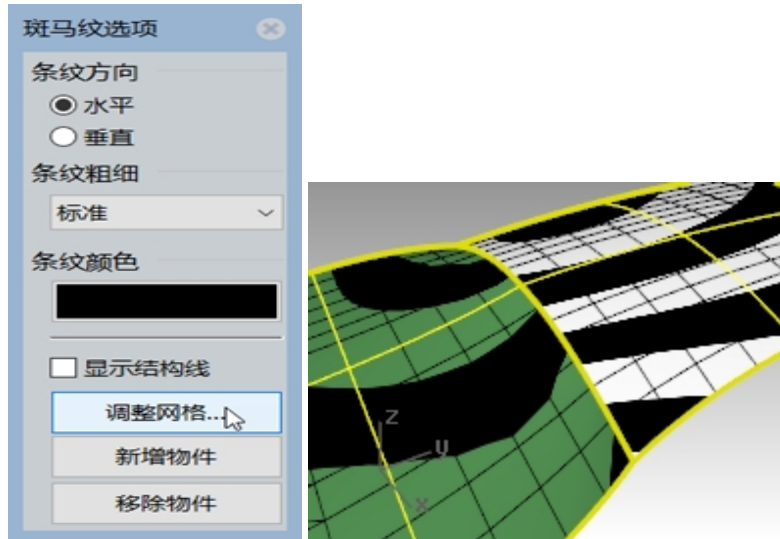 斑马纹选项
条纹方向
水平
垂直
条纹粗细
标准
条纹颜色
显示结构线
调整网格...
新增物件
移除物件
z
y
x